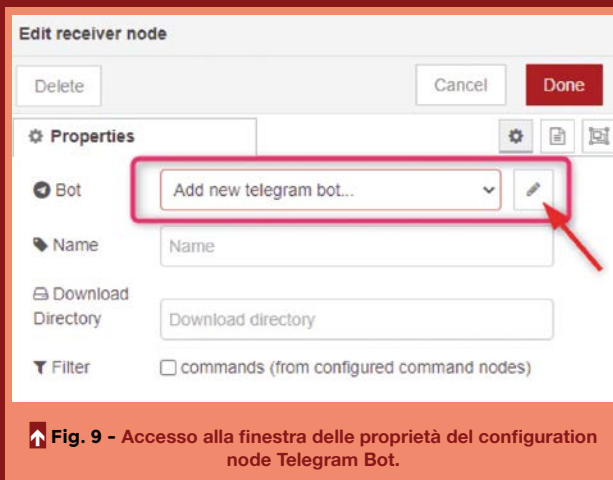 Edit receiver node
Delete
Cancel
Done
Properties
Bot
Add new telegram bot...
Name
Name
Download
Directory
Download directory
Filter
commands (from configured command nodes)
Fig. 9 - Accesso alla finestra delle proprietà del configuration
node Telegram Bot.